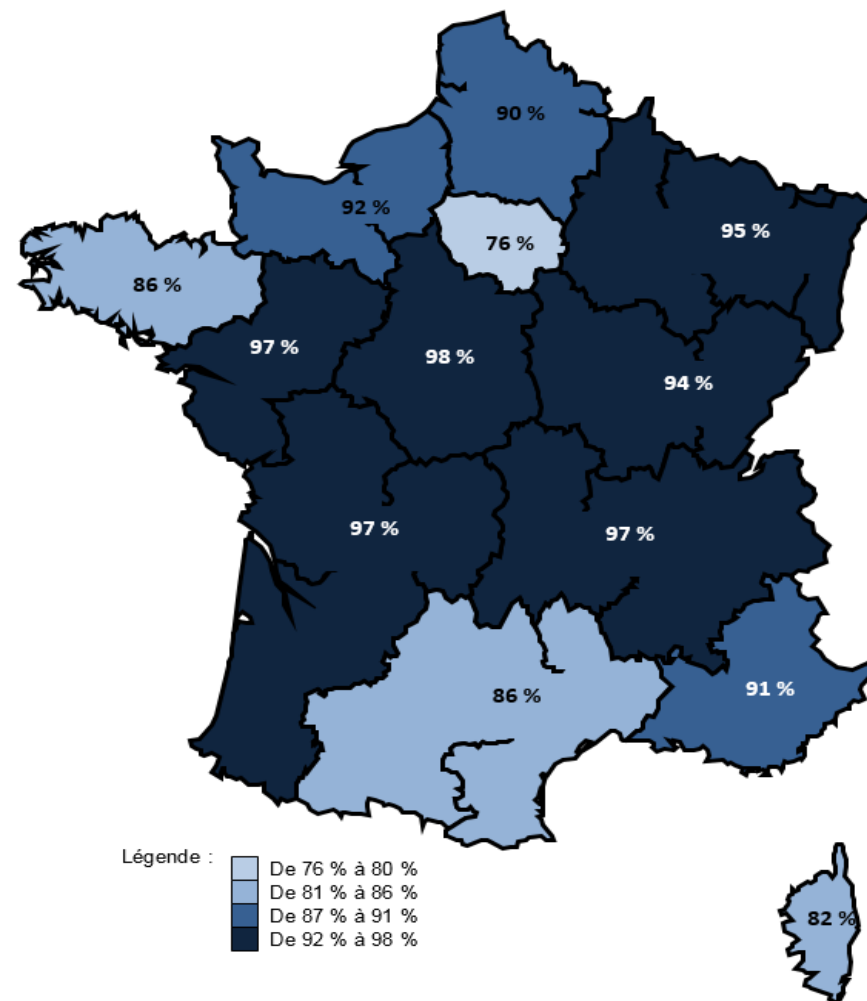 90 %
92 %
95 %
76 %
86 %
97 %
98 %
94 %
97 %
97 %
91 %
86 %
Légende :
De 76 % à 80 %
De 81 % à 86 %
De 87 % à 91 %
De 92 % à 98 %
82 %